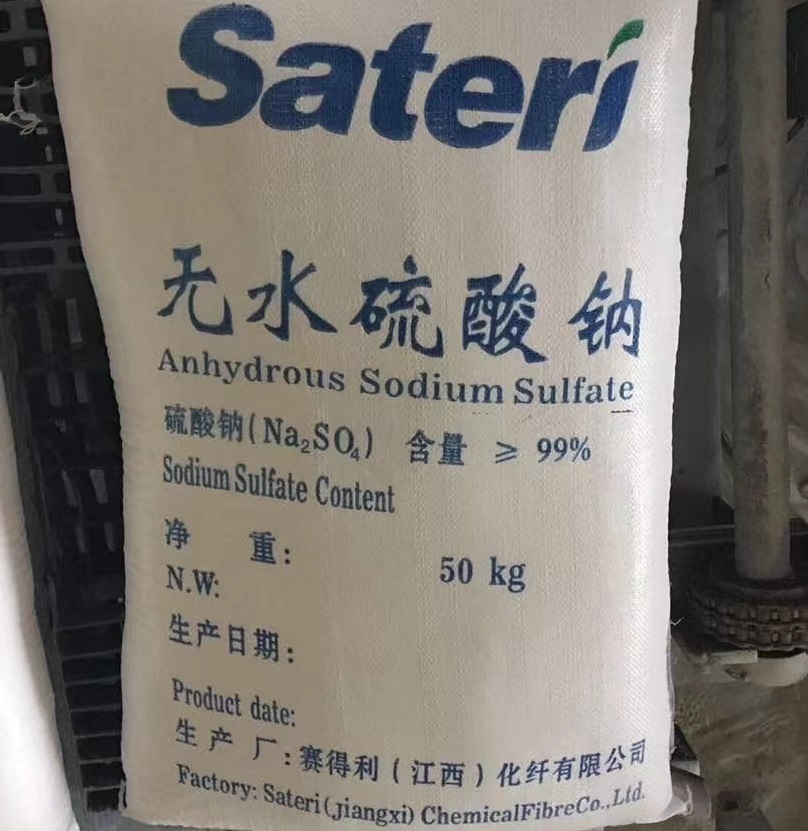 Sateri
无水硫酸钠
Anhydrous Sodium Sulfate
硫酸钠(Na₂SO₄) 含量 ≥ 99%
Sodium Sulfate Content
净 重: 50 kg
N.W:
生产日期:
Product date:
生产厂:赛得利(江西)化纤有限公司
Factory: Sateri(jiangxi) ChemicalFibreCo.,Ltd.